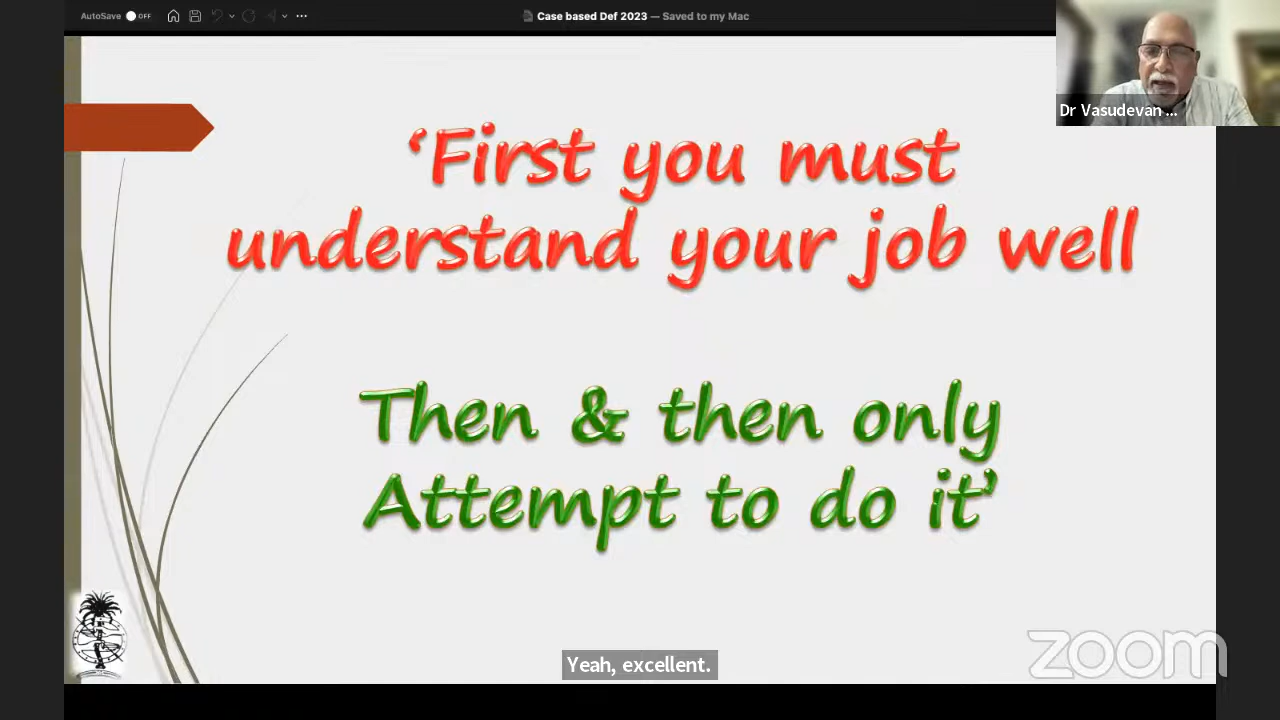 AutoSave OFF
Case based Def 2023 — Saved to my Mac
Dr Vasudevan ...
‘First you must
understand your job well
Then & then only
Attempt to do it’
Yeah, excellent.
zoom